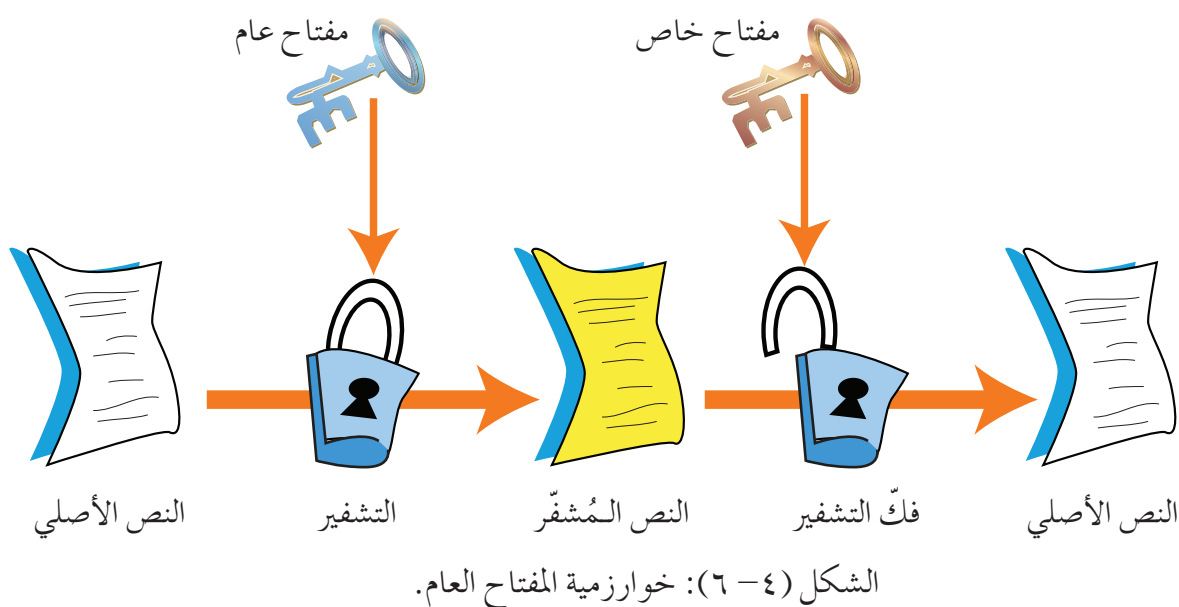 مفتاح عام
مفتاح خاص
النص الأصلي
التشفير
النص الـمُشفّر
فكّ التشفير
النص الأصلي
الشكل (٤ – ٦): خوارزمية المفتاح العام.